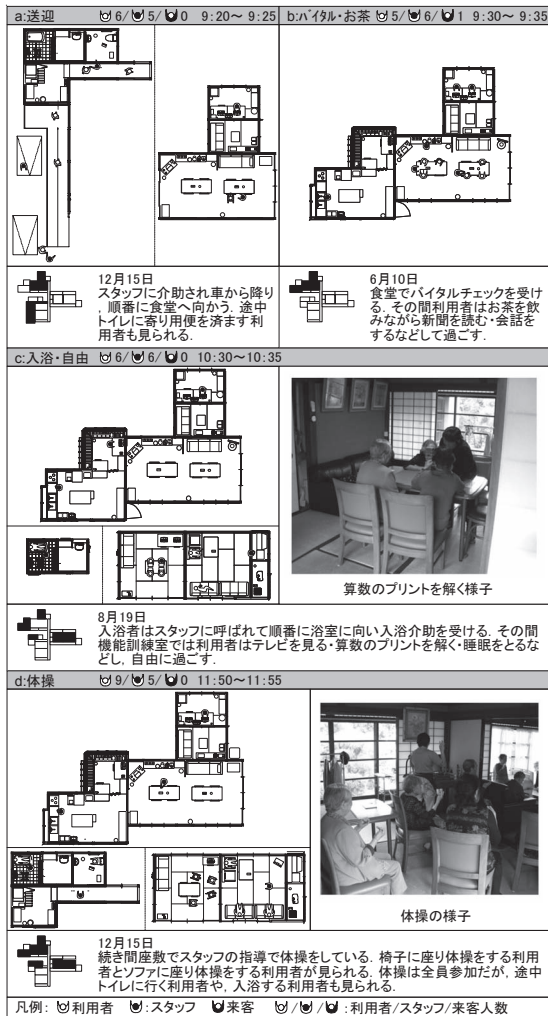 a:送迎 6/ 5/ 0 9:20~ 9:25
b:バイタル・お茶 5/ 6/ 1 9:30~ 9:35
12月15日
スタッフに介助され車から降り
, 順番に食堂へ向かう. 途中
トイレに寄り用便を済ます利
用者も見られる.
6月10日
食堂でバイタルチェックを受け
る. その間利用者はお茶を飲
みながら新聞を読む・会話を
するなどして過ごす.
c:入浴・自由 6/ 6/ 0 10:30~10:35
算数のプリントを解く様子
8月19日
入浴者はスタッフに呼ばれて順番に浴室に向い入浴介助を受ける. その間
機能訓練室では利用者はテレビを見る・算数のプリントを解く・睡眠をとるな
どし, 自由に過ごす.
d:体操 9/ 5/ 0 11:50~11:55
体操の様子
12月15日
続き間座敷でスタッフの指導で体操をしている. 椅子に座り体操をする利用
者とソファに座り体操をする利用者が見られる. 体操は全員参加だが, 途中
トイレに行く利用者や, 入浴する利用者も見られる.
凡例: 利用者 :スタッフ 来客 / / :利用者/スタッフ/来客人数